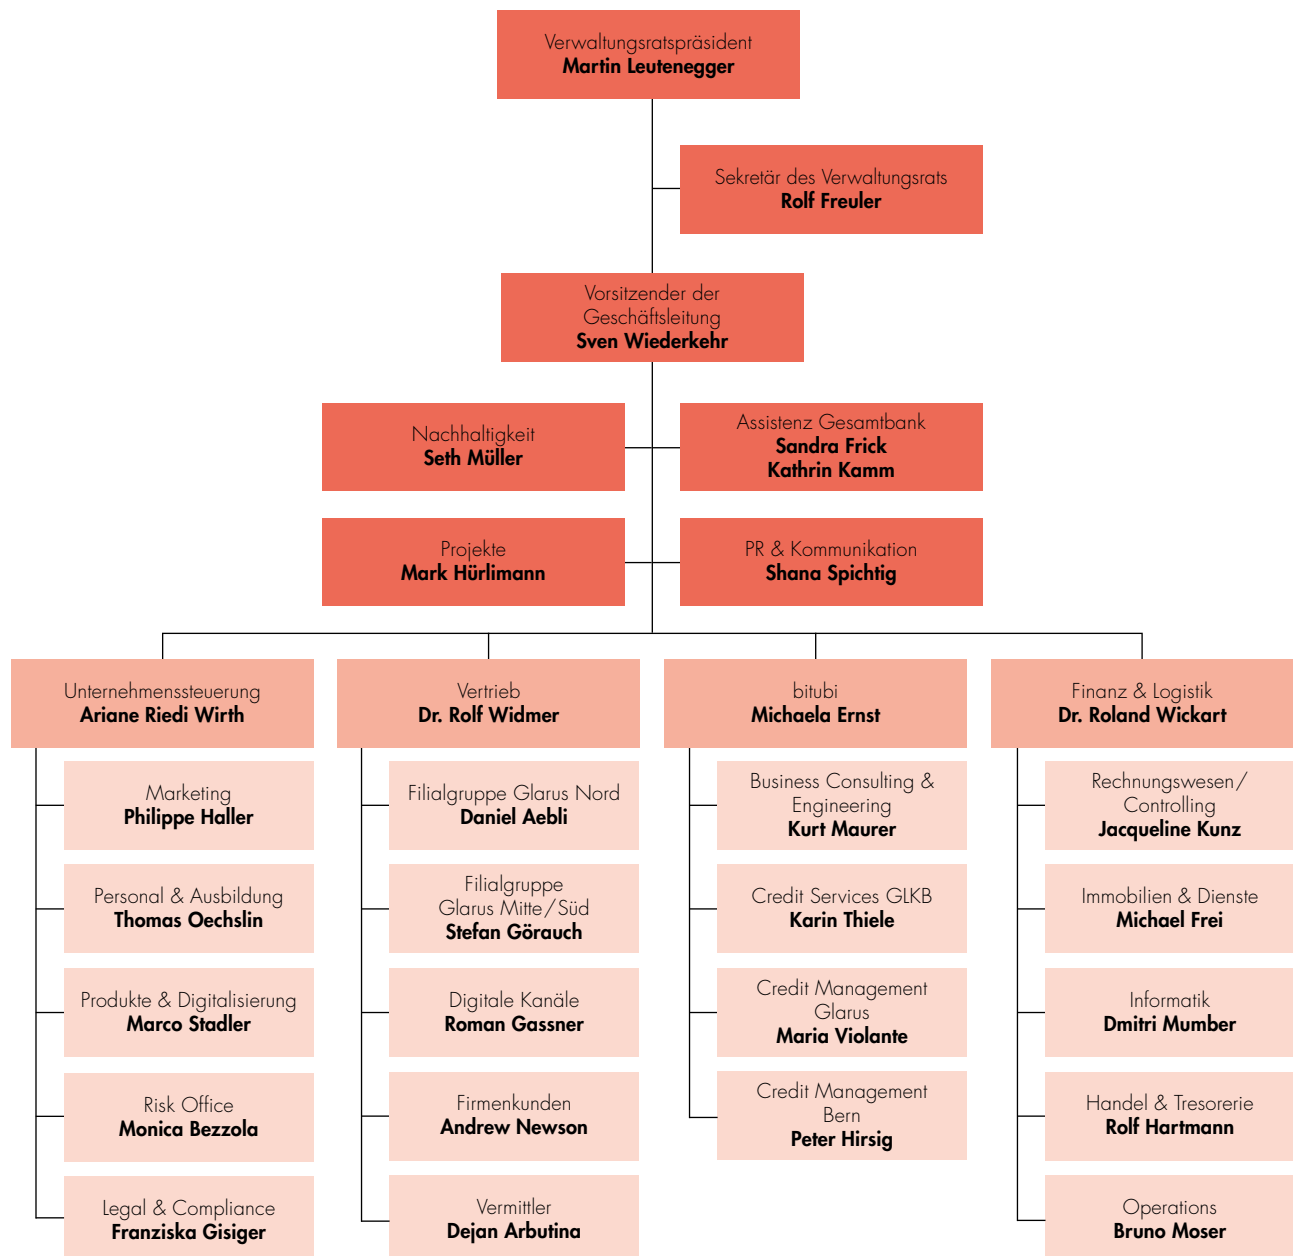 Verwaltungsratspräsident
Martin Leutenegger
Sekretär des Verwaltungsrats
Rolf Freuler
Vorsitzender der
Geschäftsleitung
Sven Wiederkehr
Nachhaltigkeit
Seth Müller
Assistenz Gesamtbank
Sandra Frick
Kathrin Kamm
Projekte
Mark Hürlimann
PR & Kommunikation
Shana Spichtig
Unternehmenssteuerung
Ariane Riedi Wirth
Marketing
Philippe Haller
Personal & Ausbildung
Thomas Oechslin
Produkte & Digitalisierung
Marco Stadler
Risk Office
Monica Bezzola
Legal & Compliance
Franziska Gisiger
Vertrieb
Dr. Rolf Widmer
Filialgruppe Glarus Nord
Daniel Aebli
Filialgruppe
Glarus Mitte/Süd
Stefan Görauch
Digitale Kanäle
Roman Gassner
Firmenkunden
Andrew Newson
Vermittler
Dejan Arbutina
bitubi
Michaela Ernst
Business Consulting &
Engineering
Kurt Maurer
Credit Services GLKB
Karin Thiele
Credit Management
Glarus
Maria Violante
Credit Management
Bern
Peter Hirsig
Finanz & Logistik
Dr. Roland Wickart
Rechnungswesen/
Controlling
Jacqueline Kunz
Immobilien & Dienste
Michael Frei
Informatik
Dmitri Mumber
Handel & Tresorerie
Rolf Hartmann
Operations
Bruno Moser